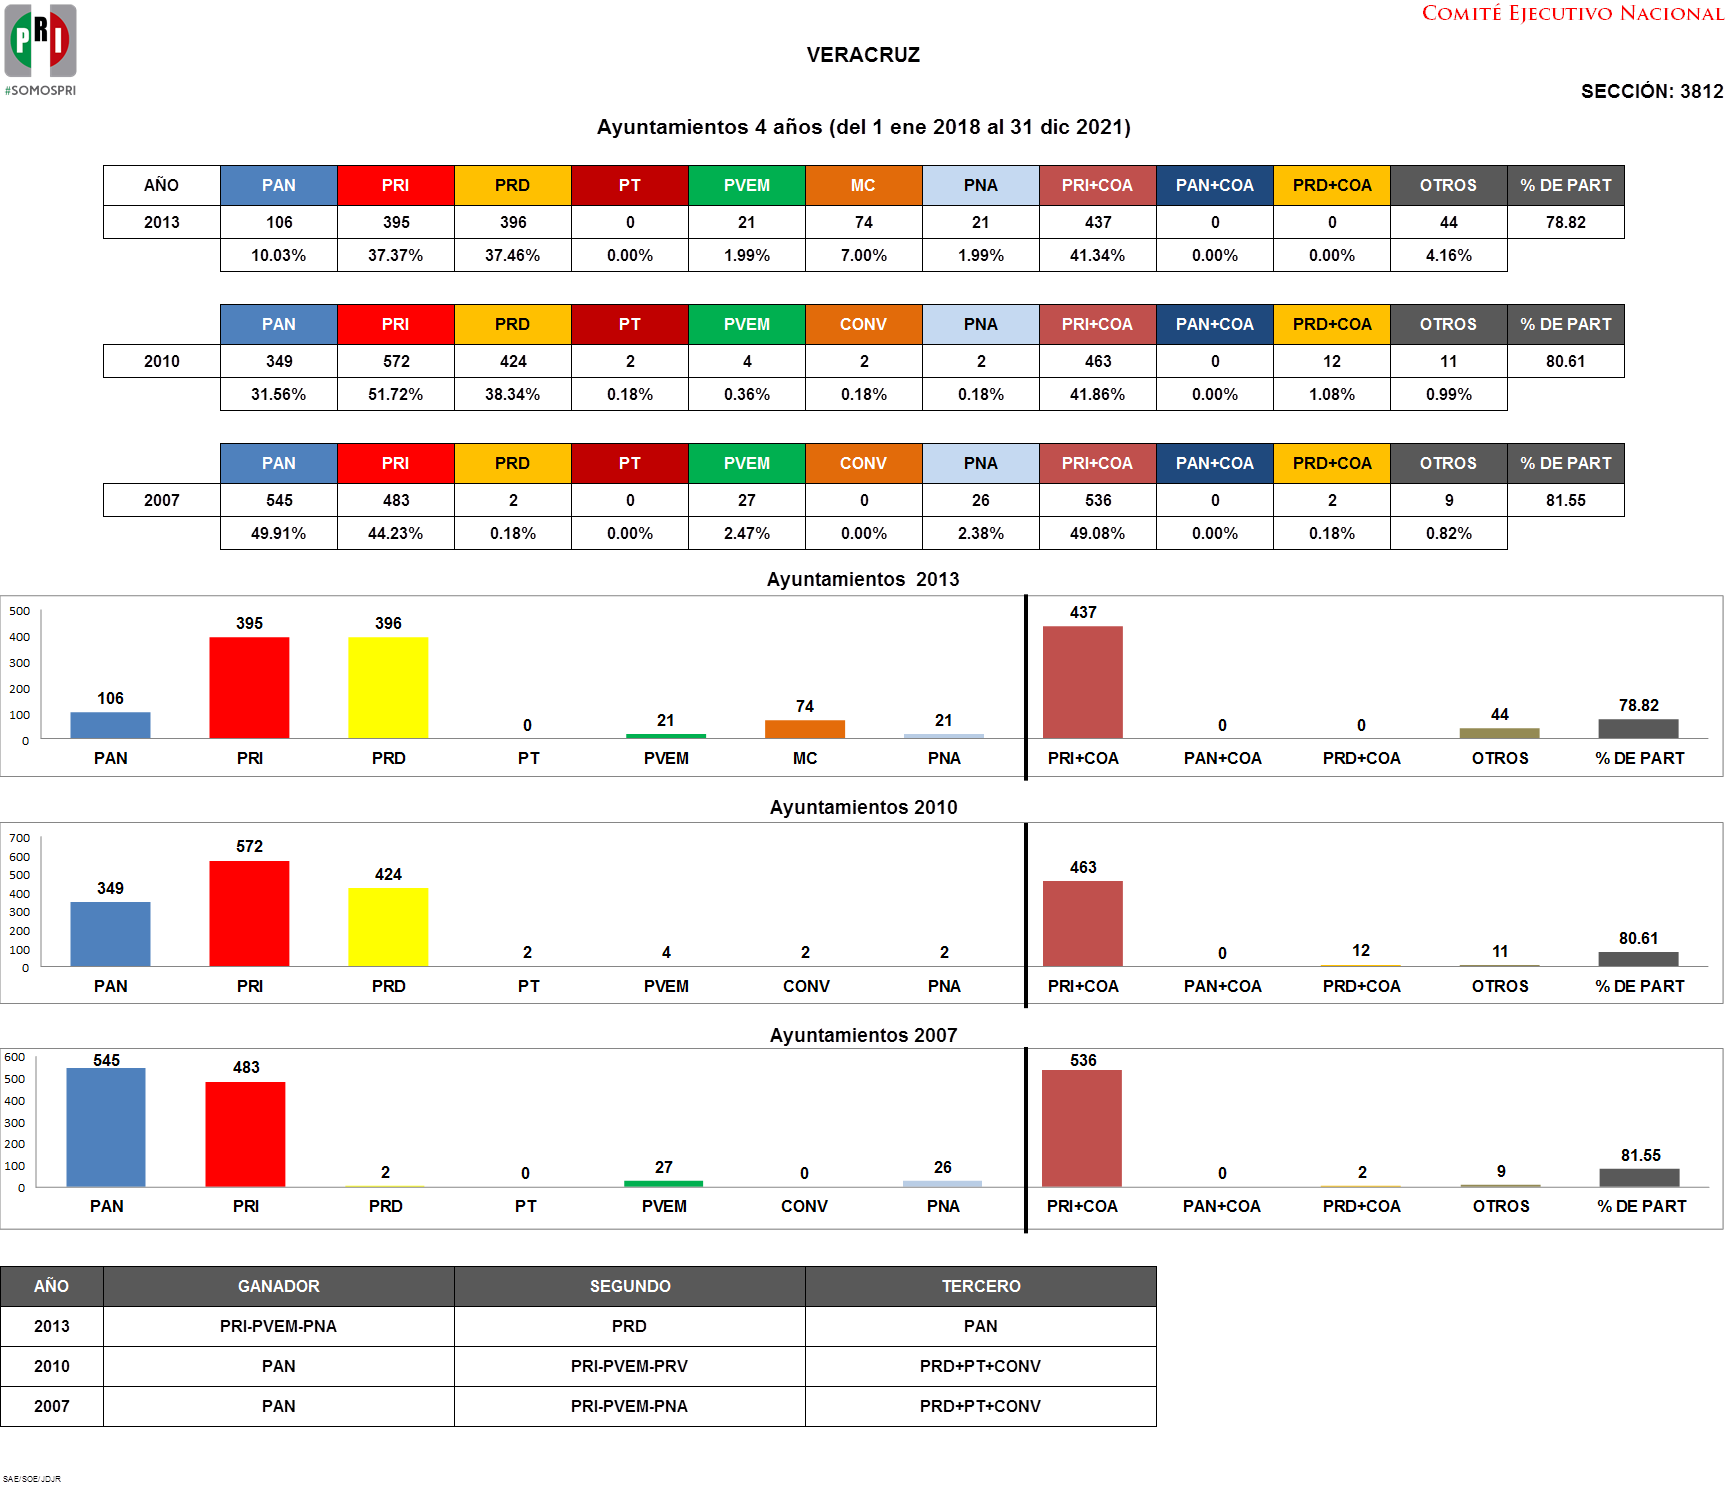 PRI
#SOMOSPRI
COMITÉ EJECUTIVO NACIONAL
VERACRUZ
SECCIÓN: 3812
Ayuntamientos 4 años (del 1 ene 2018 al 31 dic 2021)
AÑO PAN PRI PRD PT PVEM MC PNA PRI+COA PAN+COA PRD+COA OTROS % DE PART
2013 106 395 396 0 21 74 21 437 0 0 44 78.82
10.03% 37.37% 37.46% 0.00% 1.99% 7.00% 1.99% 41.34% 0.00% 0.00% 4.16%
PAN PRI PRD PT PVEM CONV PNA PRI+COA PAN+COA PRD+COA OTROS % DE PART
2010 349 572 424 2 4 2 2 463 0 12 11 80.61
31.56% 51.72% 38.34% 0.18% 0.36% 0.18% 0.18% 41.86% 0.00% 1.08% 0.99%
PAN PRI PRD PT PVEM CONV PNA PRI+COA PAN+COA PRD+COA OTROS % DE PART
2007 545 483 2 0 27 0 26 536 0 2 9 81.55
49.91% 44.23% 0.18% 0.00% 2.47% 0.00% 2.38% 49.08% 0.00% 0.18% 0.82%
Ayuntamientos 2013
500
400
300
200
100
0
106 395 396 0 21 74 21 437 0 0 44 78.82
PAN PRI PRD PT PVEM MC PNA PRI+COA PAN+COA PRD+COA OTROS % DE PART
Ayuntamientos 2010
700
600
500
400
300
200
100
0
349 572 424 2 4 2 2 463 0 12 11 80.61
PAN PRI PRD PT PVEM CONV PNA PRI+COA PAN+COA PRD+COA OTROS % DE PART
Ayuntamientos 2007
600
500
400
300
200
100
0
545 483 2 0 27 0 26 536 0 2 9 81.55
PAN PRI PRD PT PVEM CONV PNA PRI+COA PAN+COA PRD+COA OTROS % DE PART
AÑO GANADOR SEGUNDO TERCERO
2013 PRI-PVEM-PNA PRD PAN
2010 PAN PRI-PVEM-PRV PRD+PT+CONV
2007 PAN PRI-PVEM-PNA PRD+PT+CONV
SAE/SOE/JDJR